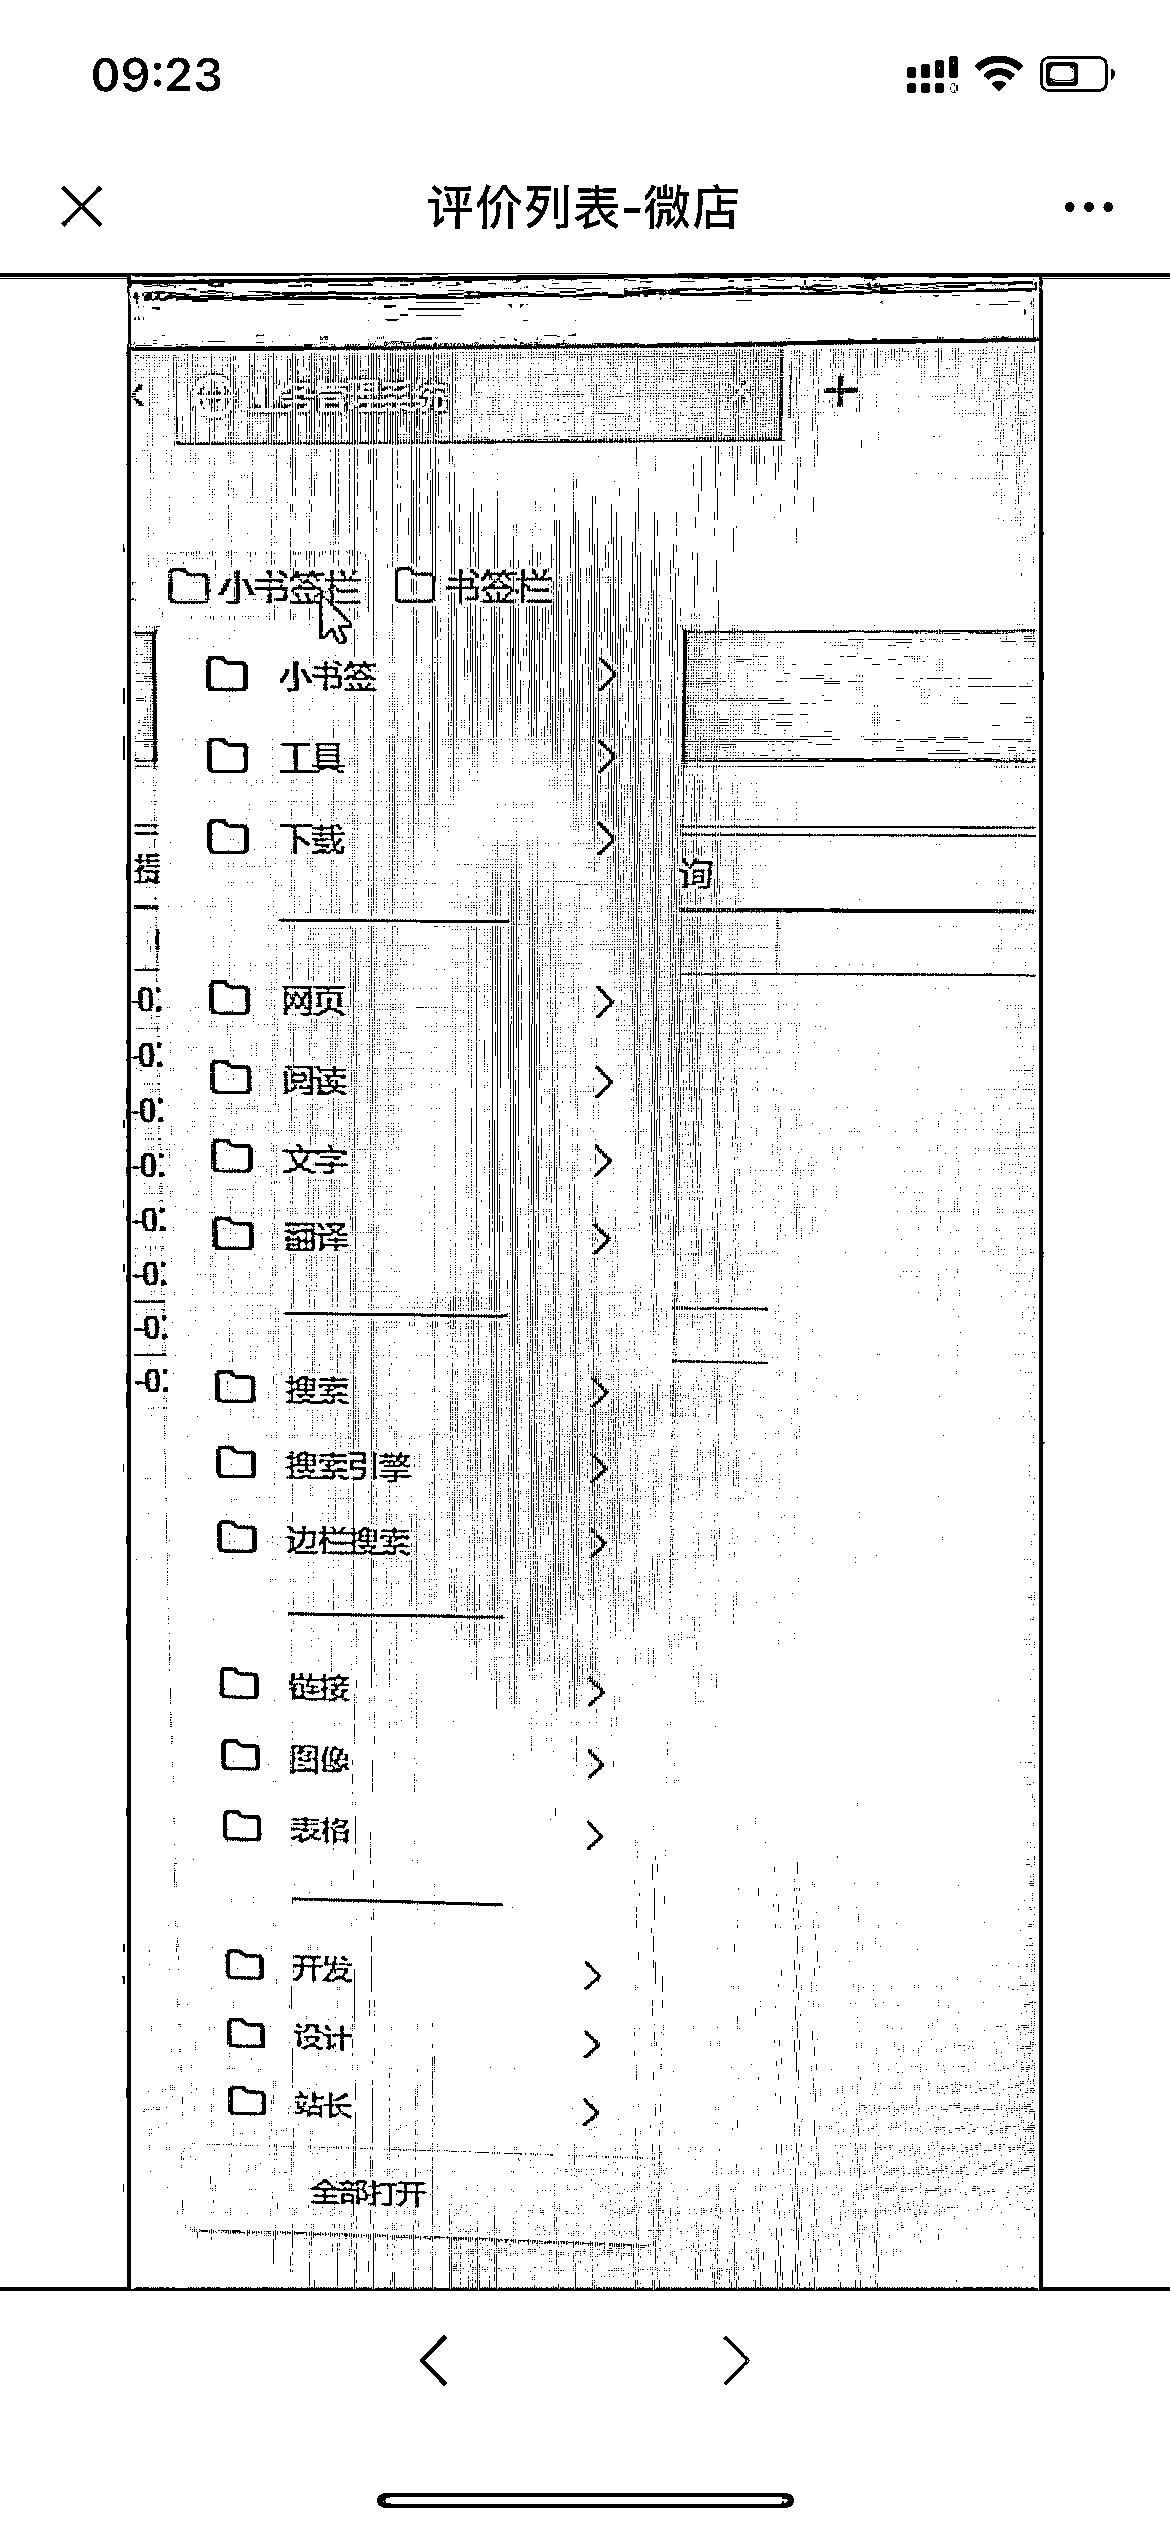 09:23
评价列表-微店
小书签栏 书签栏
小书签
工具
下载
询
网页
-0:
阅读
-0:
-0:
文字
-0:
翻译
-0:
-0:
-0:
搜索
-0:
搜索引擎
边栏搜索
链接
图像
表格
开发
设计
站长
全部打开